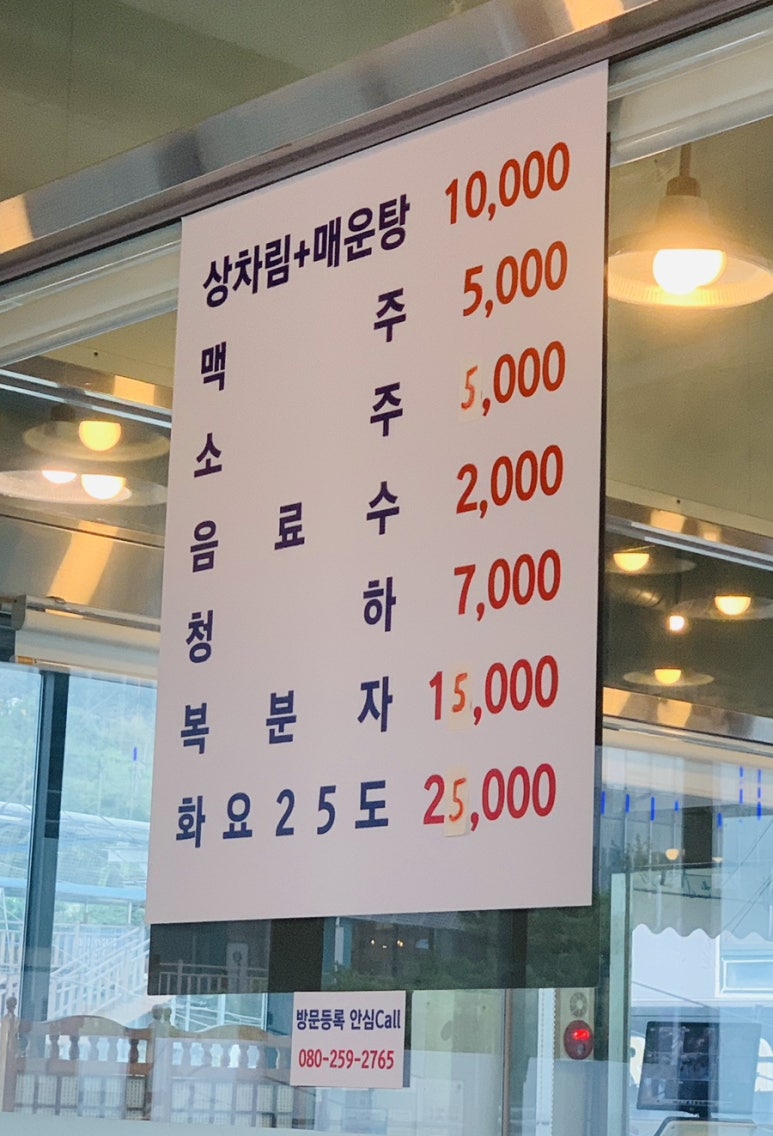 상차림+매운탕 10,000
맥주 5,000
소주 5,000
음료수 2,000
청하 7,000
복분자 15,000
화요25도 25,000
방문등록 안심Call
080-259-2765